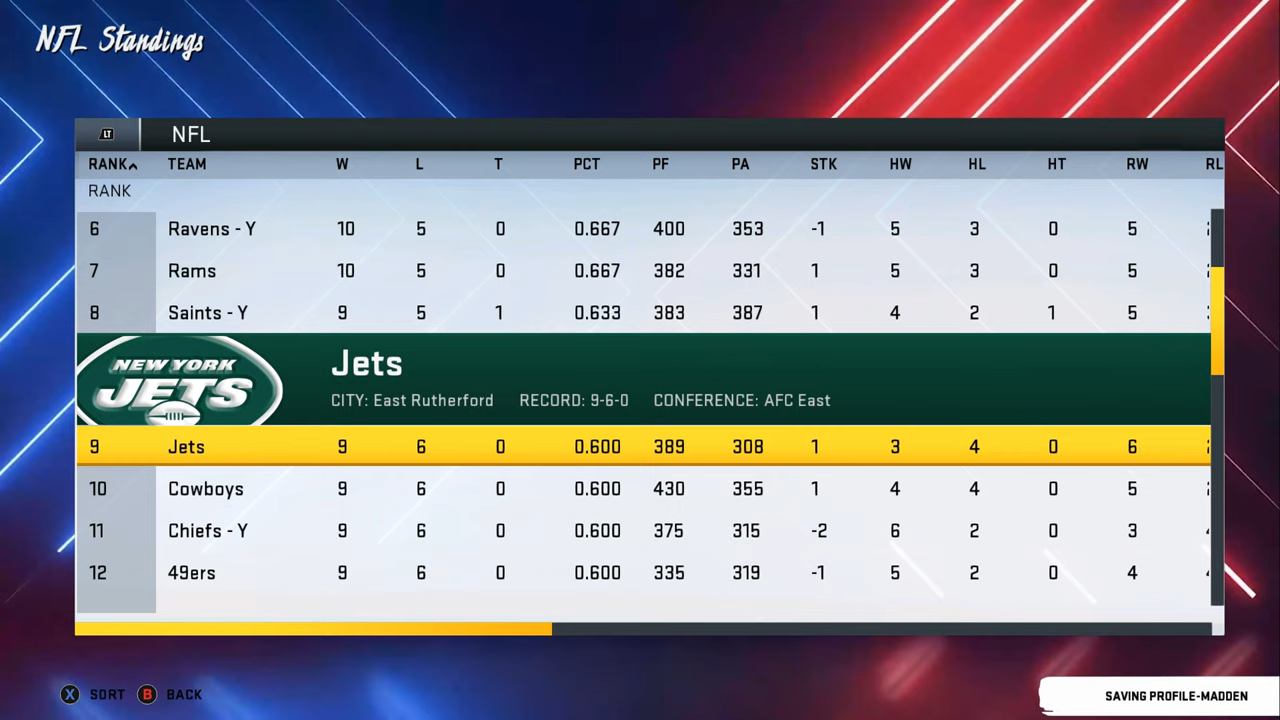 NFL Standings
LT NFL
RANK TEAM W L T PCT PF PA STK HW HL HT RW RL
RANK
6 Ravens - Y 10 5 0 0.667 400 353 -1 5 3 0 5
7 Rams 10 5 0 0.667 382 331 1 5 3 0 5
8 Saints - Y 9 5 1 0.633 383 387 1 4 2 1 5
NEW YORK
JETS
Jets
CITY: East Rutherford RECORD: 9-6-0 CONFERENCE: AFC East
9 Jets 9 6 0 0.600 389 308 1 3 4 0 6
10 Cowboys 9 6 0 0.600 430 355 1 4 4 0 5
11 Chiefs - Y 9 6 0 0.600 375 315 -2 6 2 0 3
12 49ers 9 6 0 0.600 335 319 -1 5 2 0 4
X SORT B BACK
SAVING PROFILE-MADDEN